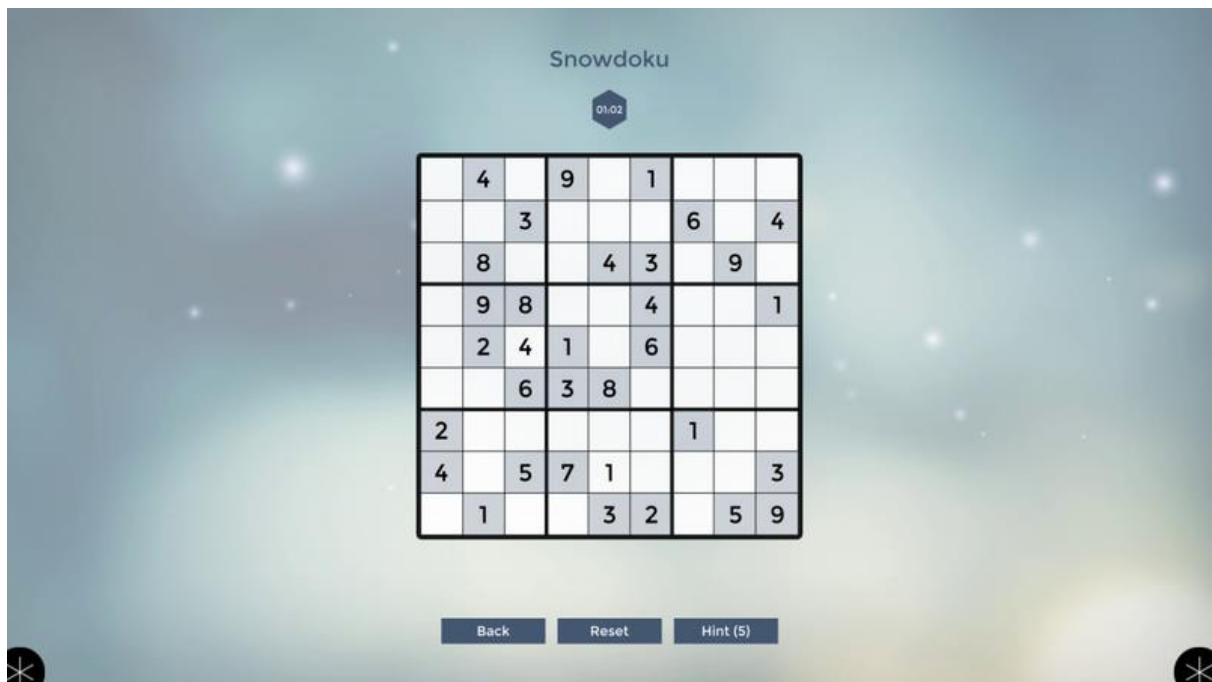 Snowdoku
01:02
4 9 1
3 6 4
8 4 3 9
9 8 4 1
2 4 1 6
6 3 8
2 1
4 5 7 1 3
1 3 2 5 9
Back Reset Hint (5)